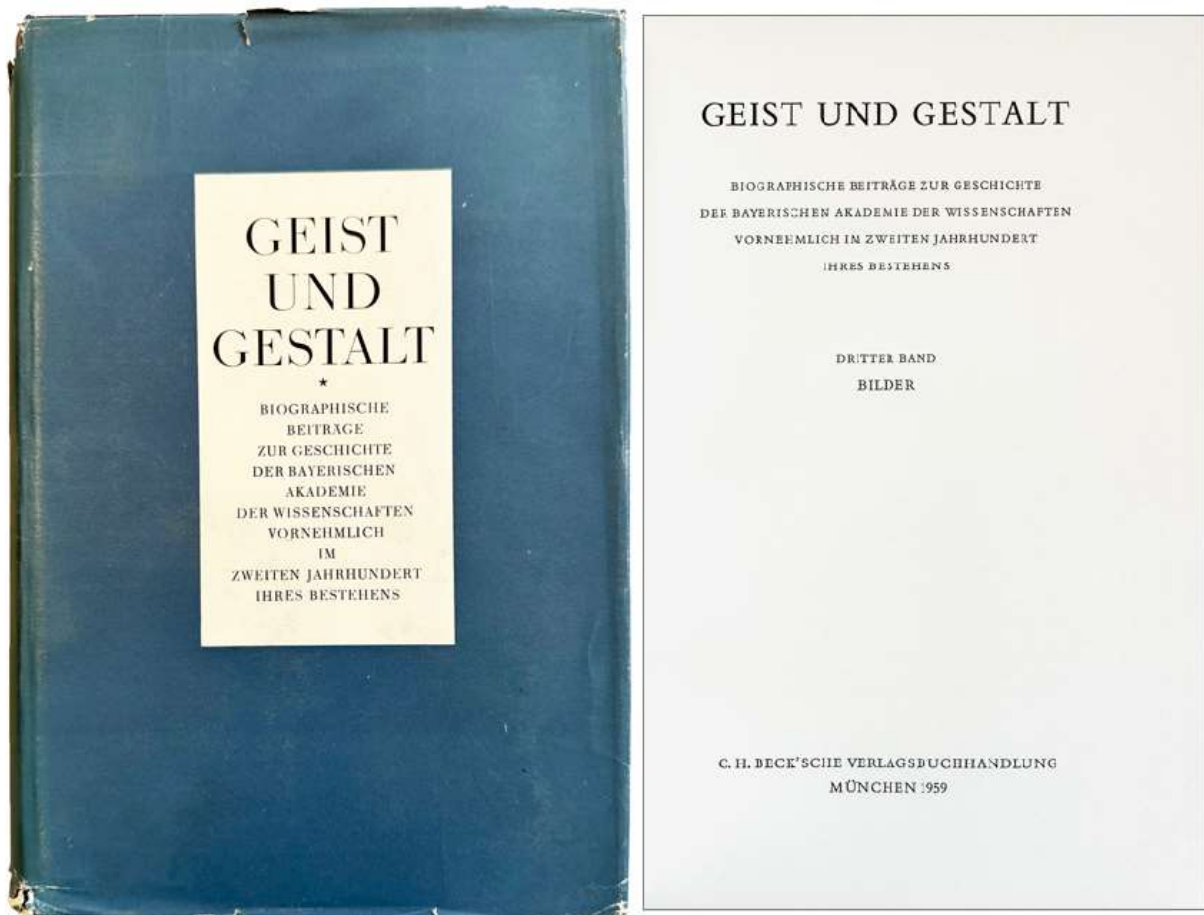 GEIST
UND
GESTALT
★
BIOGRAPHISCHE
BEITRÄGE
ZUR GESCHICHTE
DER BAYERISCHEN
AKADEMIE
DER WISSENSCHAFTEN
VORNEHMLICH
IM
ZWEITEN JAHRHUNDERT
IHRES BESTEHENS
GEIST UND GESTALT
BIOGRAPHISCHE BEITRÄGE ZUR GESCHICHTE
DER BAYERISCHEN AKADEMIE DER WISSENSCHAFTEN
VORNEHMLICH IM ZWEITEN JAHRHUNDERT
IHRES BESTEHENS
DRITTER BAND
BILDER
C. H. BECK'SCHE VERLAGSBUCHHANDLUNG
MÜNCHEN 1959